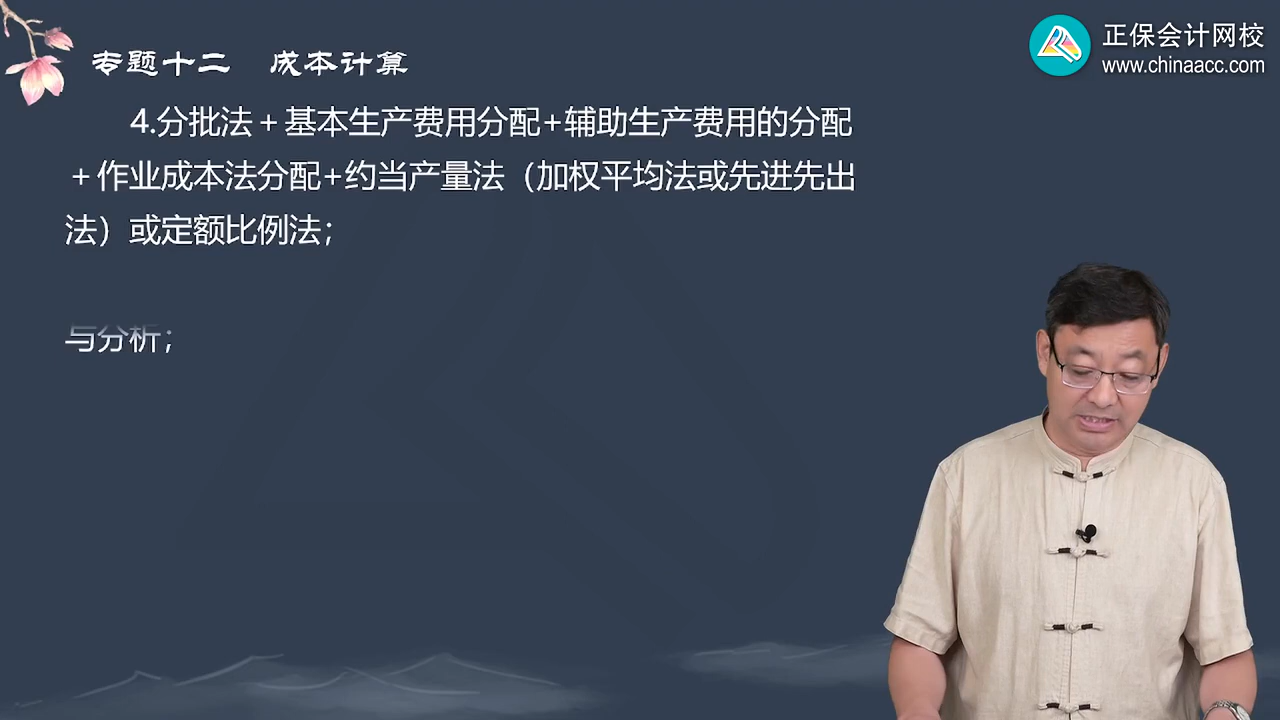 正保会计网校
www.chinaacc.com
专题十二 成本计算
4.分批法+基本生产费用分配+辅助生产费用的分配
+作业成本法分配+约当产量法（加权平均法或先进先出
法）或定额比例法；
与分析；